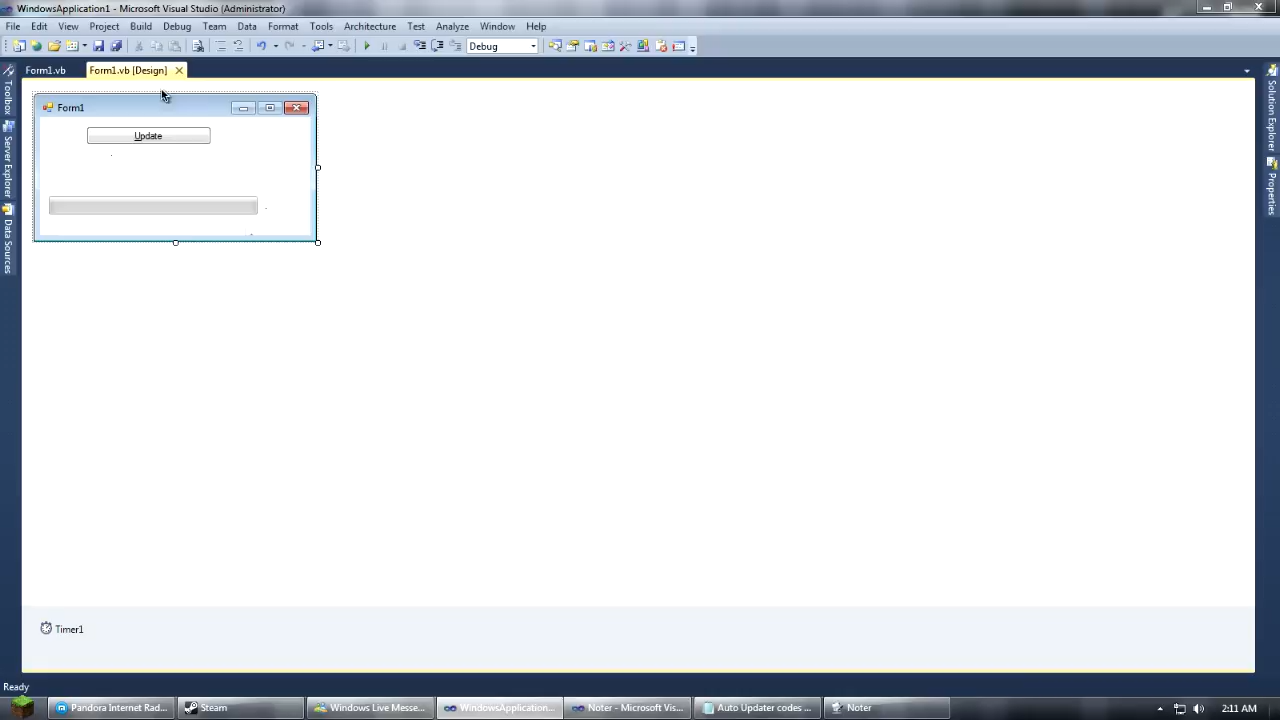 WindowsApplication1 - Microsoft Visual Studio (Administrator)
File Edit View Project Build Debug Team Data Format Tools Architecture Test Analyze Window Help
Debug
Form1.vb Form1.vb [Design]
Toolbox
Server Explorer
Data Sources
Solution Explorer
Properties
Form1
Update
Timer1
Ready
Pandora Internet Rad... Steam Windows Live Messe... WindowsApplication... Noter - Microsoft Vis... Auto Updater codes ... Noter 2:11 AM